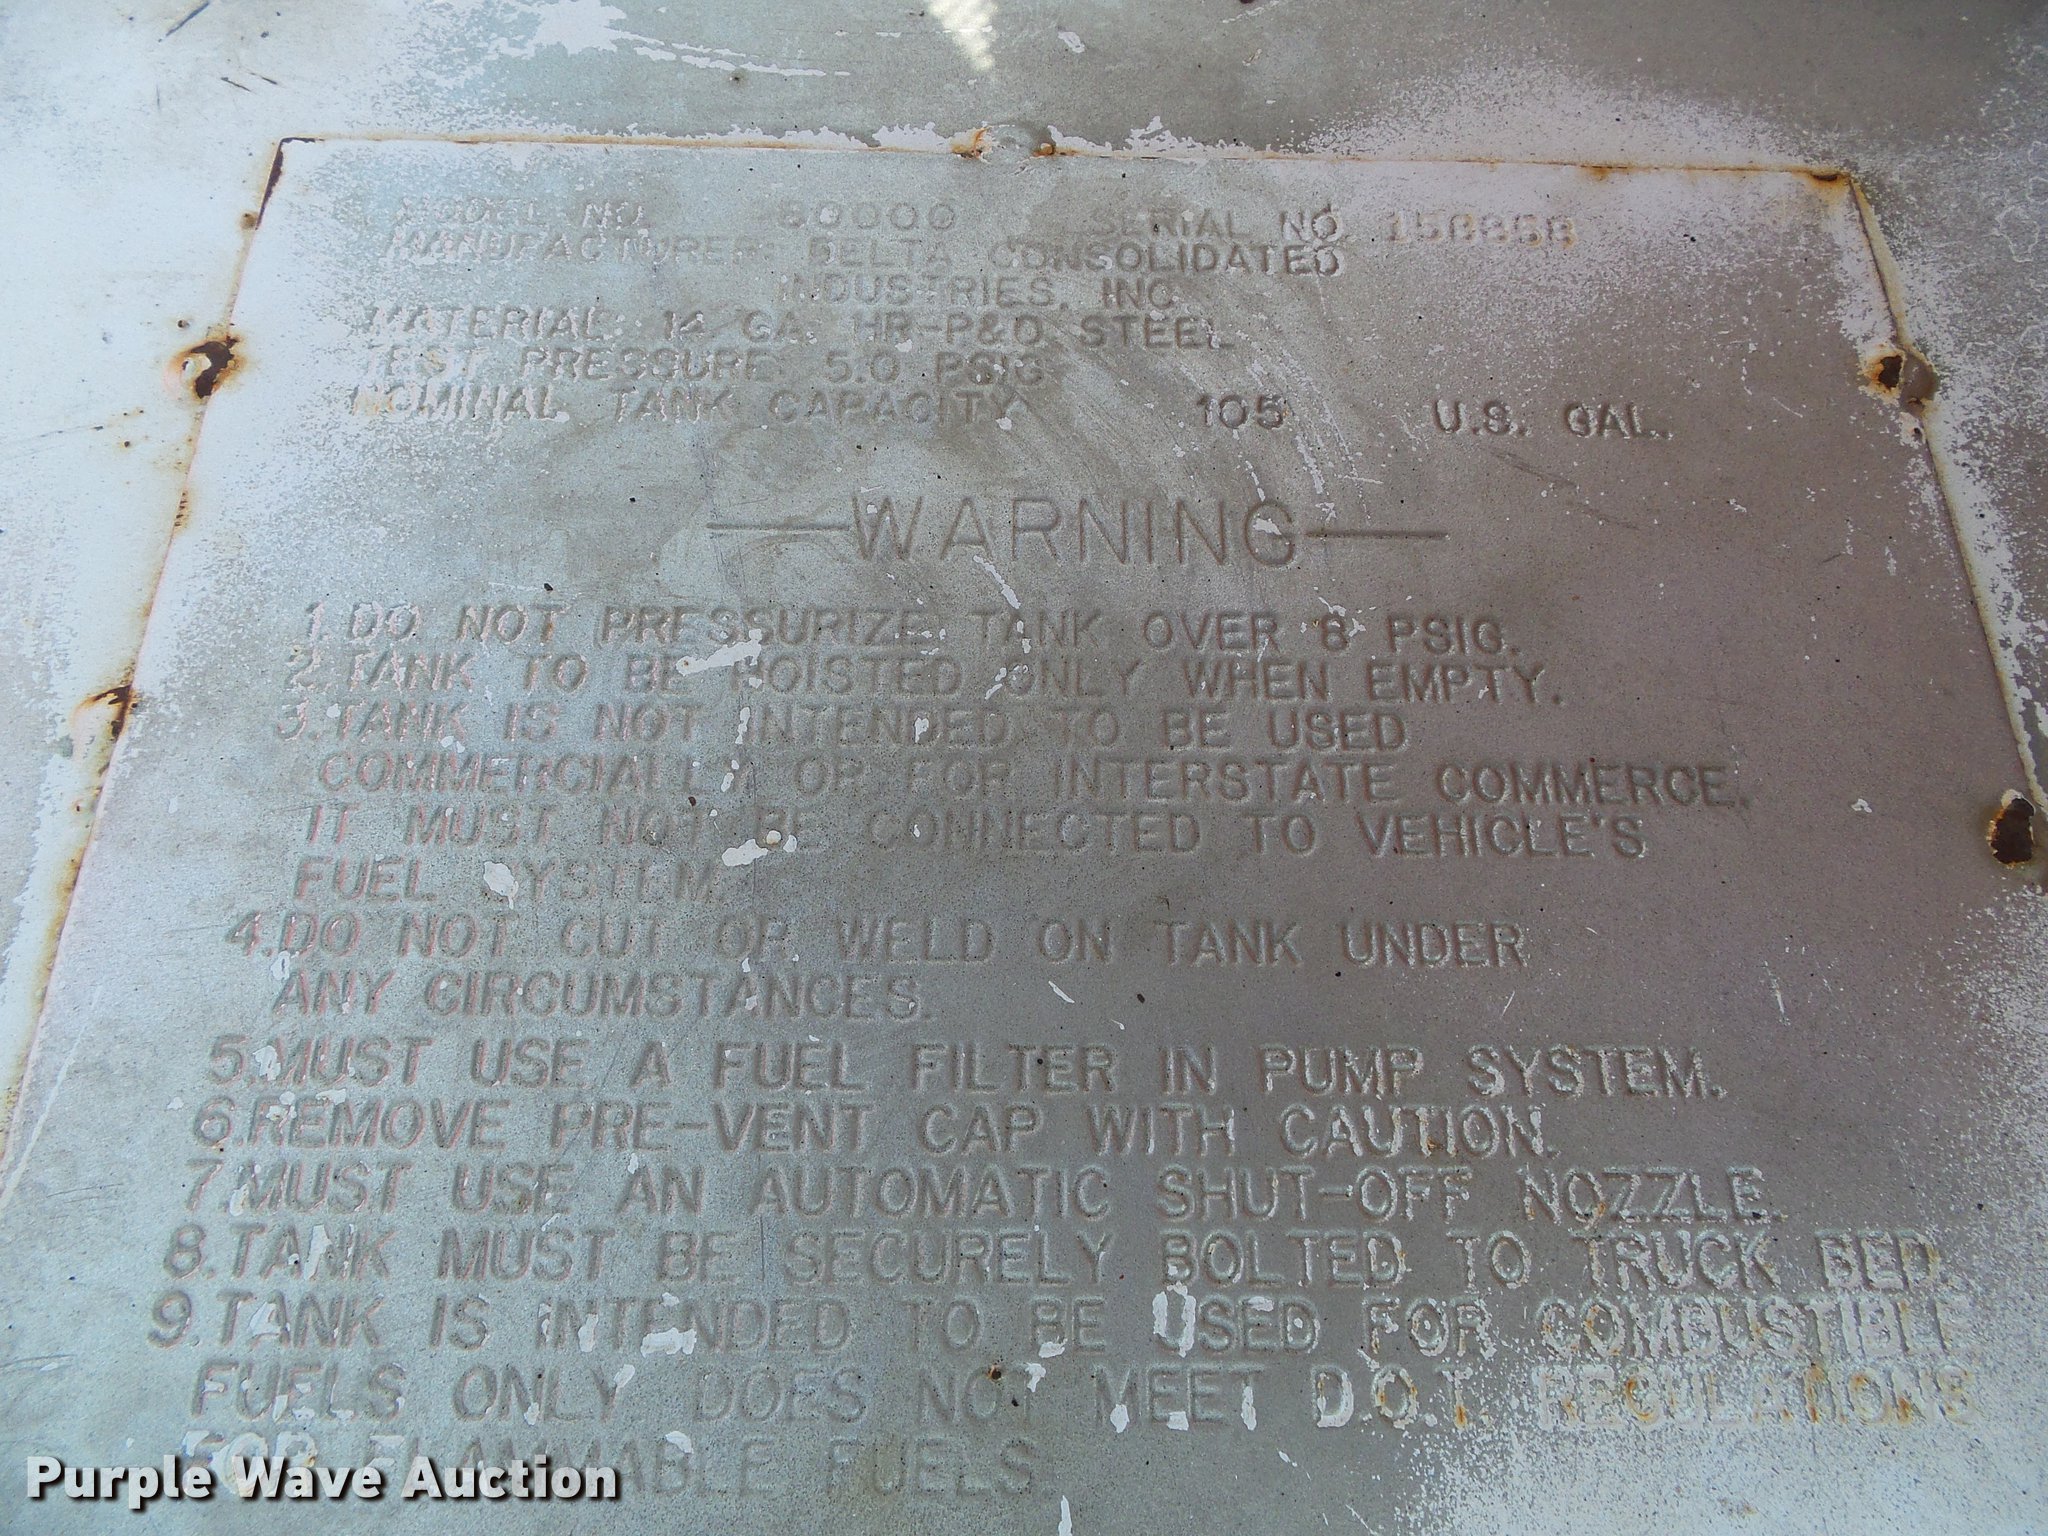 MODEL NO. 80000 SERIAL NO
MANUFACTURER: DELTA CONSOLIDATED
INDUSTRIES, INC.
MATERIAL: 14 GA. HR-P&O STEEL
TEST PRESSURE: 5.0 PSIG
NOMINAL TANK CAPACITY 105 U.S. GAL.
—WARNING—
1. DO NOT PRESSURIZE TANK OVER PSIG.
2. TANK TO BE HOISTED ONLY WHEN EMPTY.
3. TANK IS NOT INTENDED TO BE USED
COMMERCIALLY OR FOR INTERSTATE COMMERCE.
IT MUST NOT BE CONNECTED TO VEHICLE'S
FUEL SYSTEM.
4. DO NOT CUT OR WELD ON TANK UNDER
ANY CIRCUMSTANCES.
5. MUST USE A FUEL FILTER IN PUMP SYSTEM.
6. REMOVE PRE-VENT CAP WITH CAUTION.
7. MUST USE AN AUTOMATIC SHUT-OFF NOZZLE.
8. TANK MUST BE SECURELY BOLTED TO TRUCK BED.
9. TANK IS INTENDED TO BE USED FOR COMBUSTIBLE
FUELS ONLY DOES NOT MEET D.O.T. REGULATIONS
FOR FLAMMABLE FUELS.
Purple Wave Auction